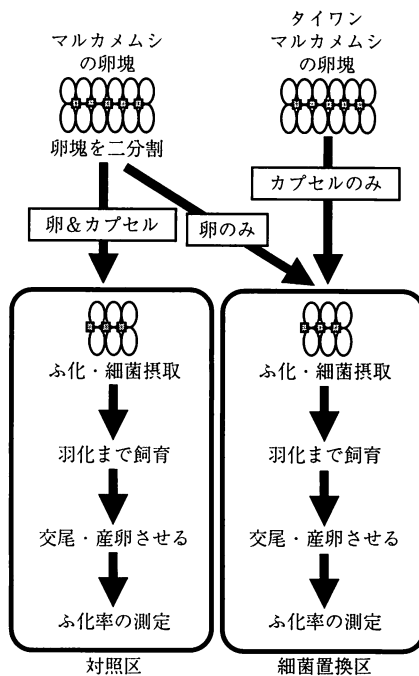 マルカメムシ
の卵塊
タイワン
マルカメムシ
の卵塊
卵塊を二分割
卵&カプセル
卵のみ
カプセルのみ
ふ化・細菌摂取
羽化まで飼育
交尾・産卵させる
ふ化率の測定
対照区
ふ化・細菌摂取
羽化まで飼育
交尾・産卵させる
ふ化率の測定
細菌置換区